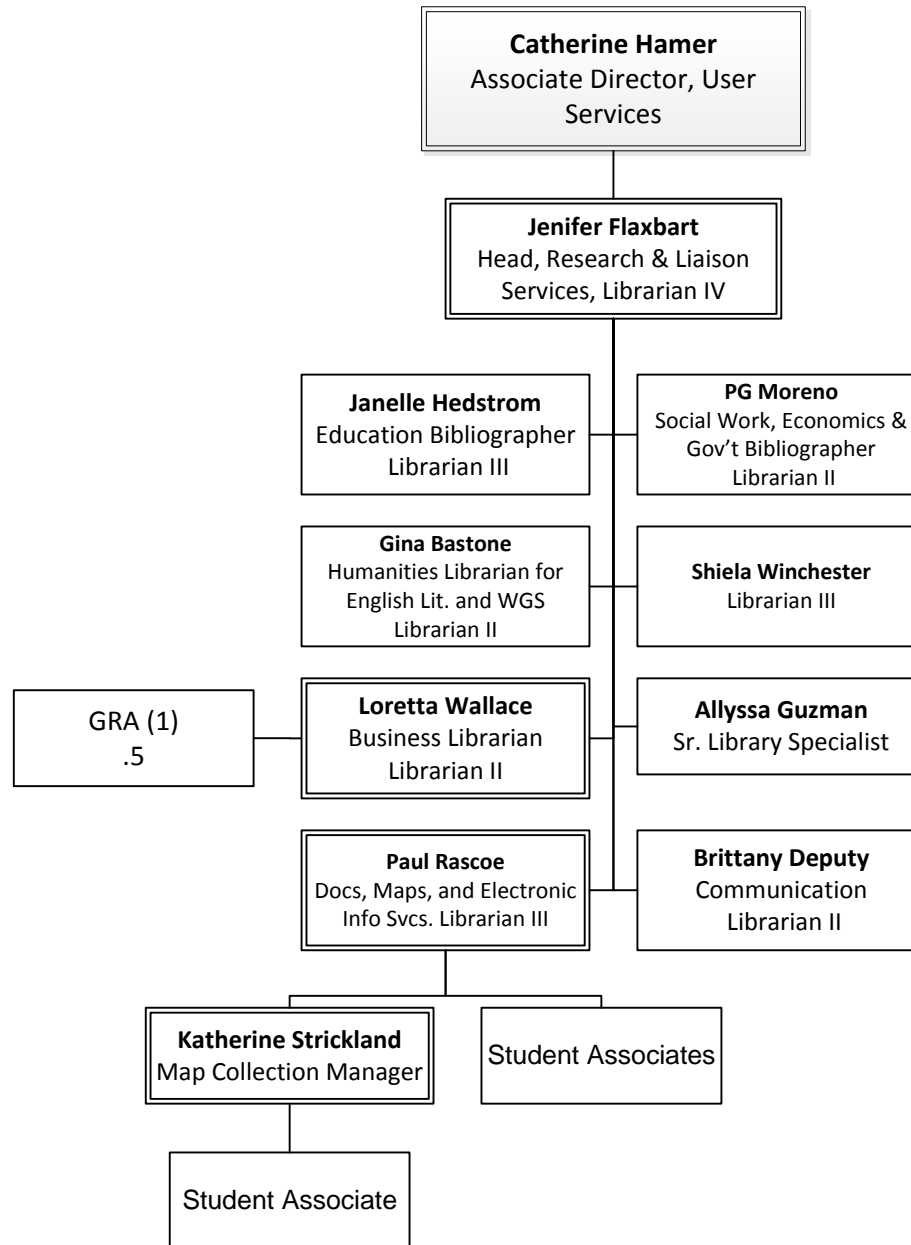 Catherine Hamer
Associate Director, User
Services
Jenifer Flaxbart
Head, Research & Liaison
Services, Librarian IV
Janelle Hedstrom
Education Bibliographer
Librarian III
PG Moreno
Social Work, Economics &
Gov’t Bibliographer
Librarian II
Gina Bastone
Humanities Librarian for
English Lit. and WGS
Librarian II
Shiela Winchester
Librarian III
GRA (1)
.5
Loretta Wallace
Business Librarian
Librarian II
Allyssa Guzman
Sr. Library Specialist
Paul Rascoe
Docs, Maps, and Electronic
Info Svcs. Librarian III
Brittany Deputy
Communication
Librarian II
Katherine Strickland
Map Collection Manager
Student Associates
Student Associate